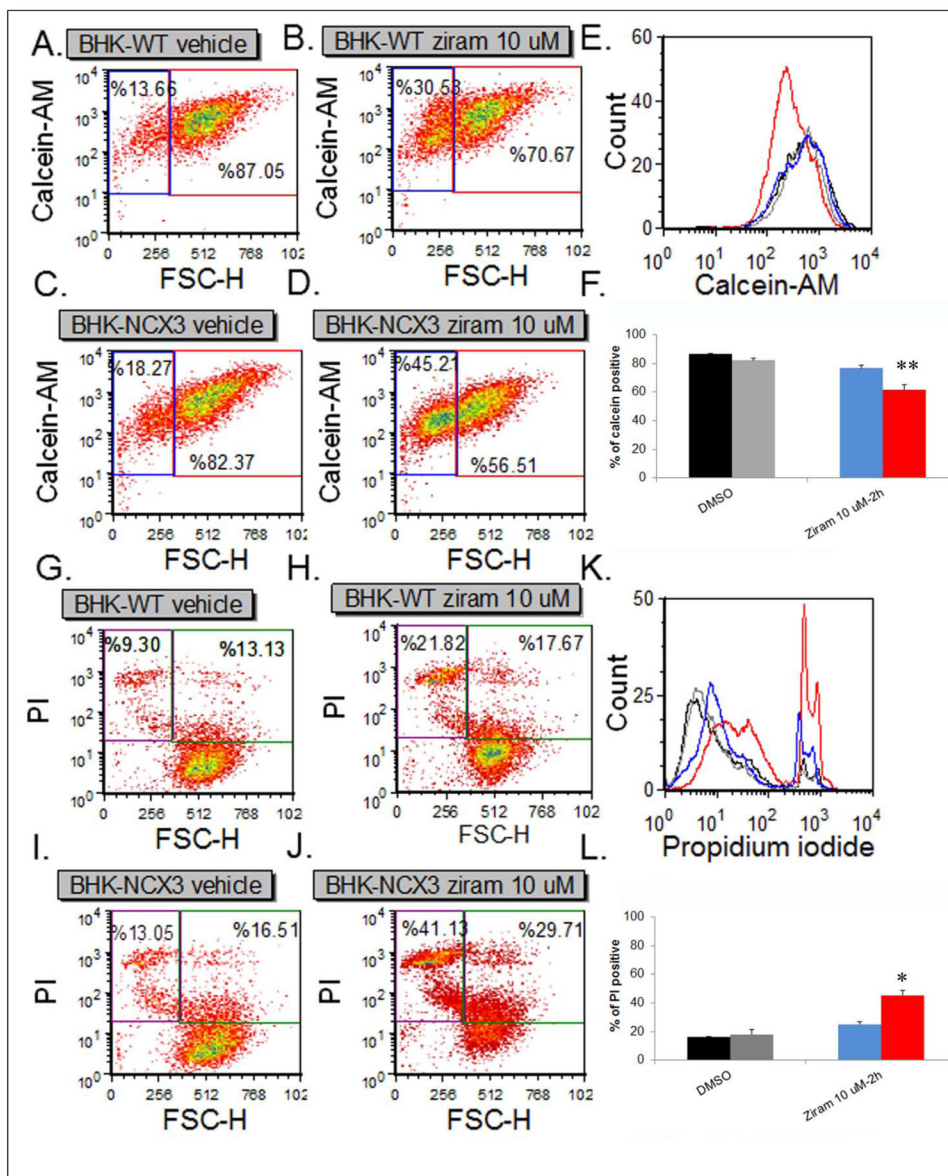 A. BHK-WT vehicle
Calcein-AM
10^4
10^3
10^2
10^1
10^0
%13.66
%87.05
0 256 512 768 102
FSC-H
B. BHK-WT ziram 10 uM
Calcein-AM
10^4
10^3
10^2
10^1
10^0
%30.53
%70.67
0 256 512 768 102
FSC-H
E.
Count
60
40
20
0
10^0 10^1 10^2 10^3 10^4
Calcein-AM
C. BHK-NCX3 vehicle
Calcein-AM
10^4
10^3
10^2
10^1
10^0
%18.27
%82.37
0 256 512 768 102
FSC-H
D. BHK-NCX3 ziram 10 uM
Calcein-AM
10^4
10^3
10^2
10^1
10^0
%45.21
%56.51
0 256 512 768 102
FSC-H
F.
% of calcein positive
100
80
60
40
20
0
**
DMSO
Ziram 10 uM-2h
G. BHK-WT vehicle
PI
10^4
10^3
10^2
10^1
10^0
%9.30
%13.13
0 256 512 768 102
FSC-H
H. BHK-WT ziram 10 uM
PI
10^4
10^3
10^2
10^1
10^0
%21.82
%17.67
0 256 512 768 102
FSC-H
K.
Count
50
25
0
10^0 10^1 10^2 10^3 10^4
Propidium iodide
I. BHK-NCX3 vehicle
PI
10^4
10^3
10^2
10^1
10^0
%13.05
%16.51
0 256 512 768 102
FSC-H
J. BHK-NCX3 ziram 10 uM
PI
10^4
10^3
10^2
10^1
10^0
%41.13
%29.71
0 256 512 768 102
FSC-H
L.
% of PI positive
100
80
60
40
20
0
*
DMSO
Ziram 10 uM-2h